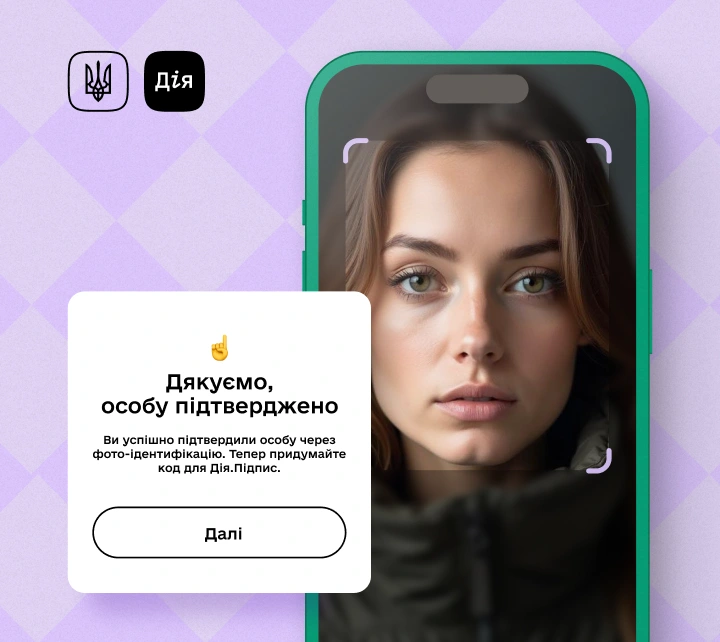 Дія
Дякуємо,
особу підтверджено
Ви успішно підтвердили особу через
фото-ідентифікацію. Тепер придумайте
код для Дія.Підпис.
Далі